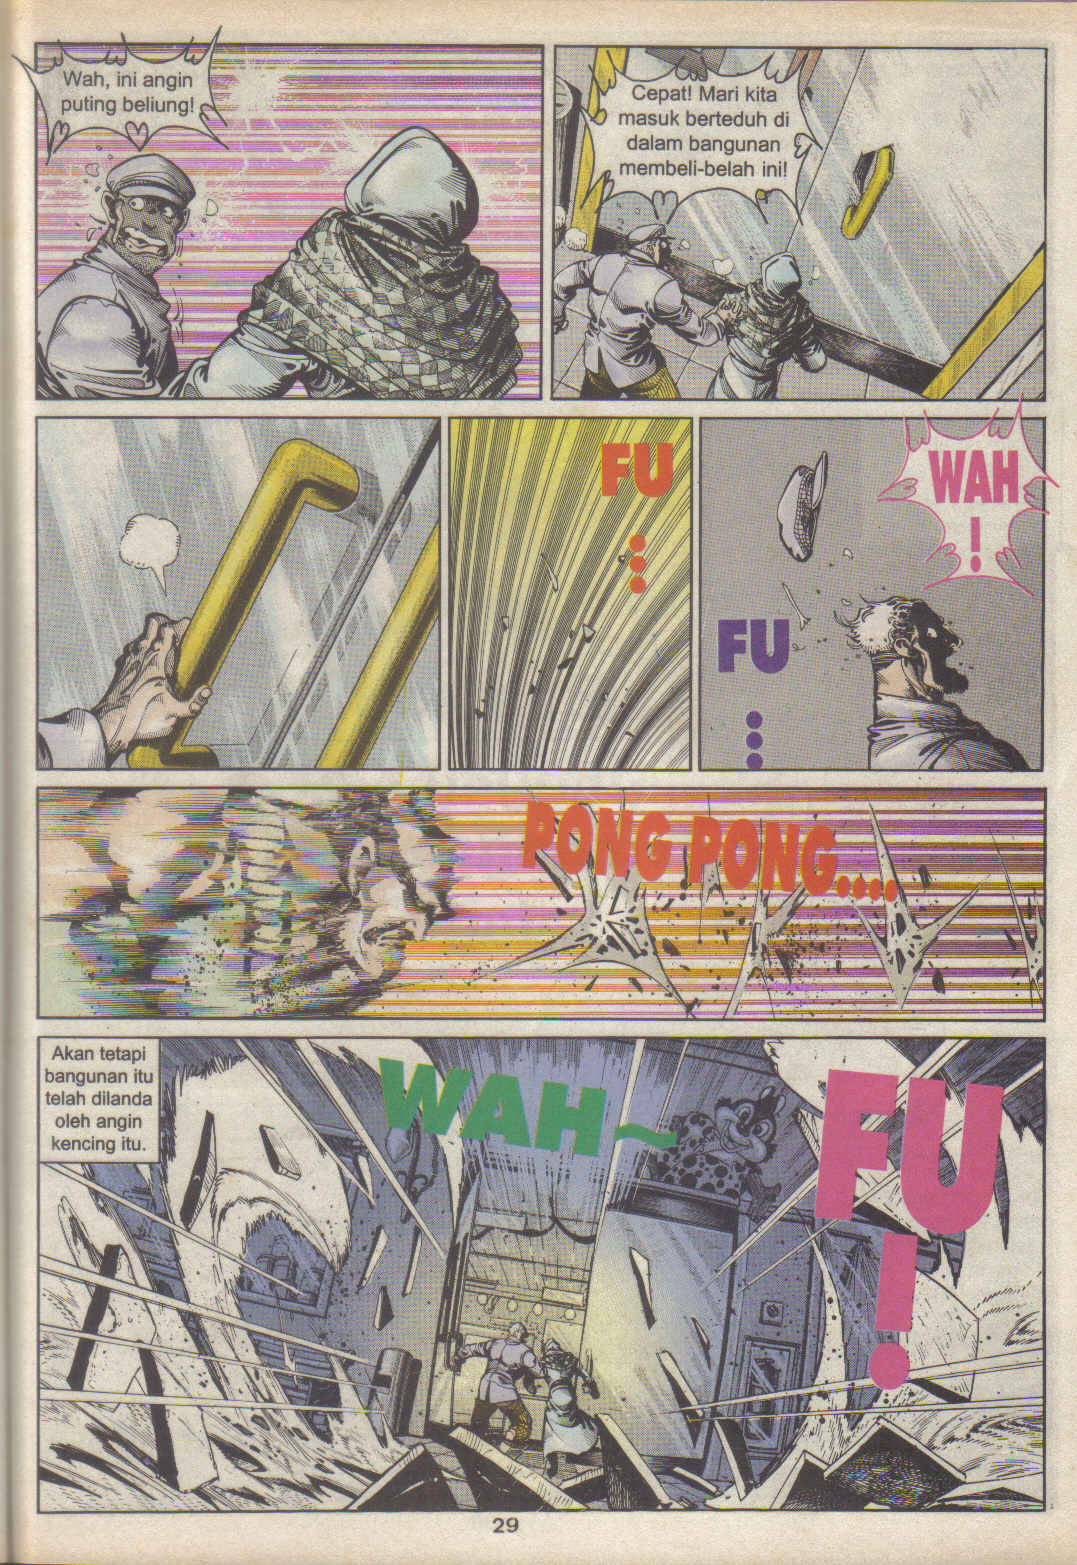 Wah, ini angin
puting beliung!
Cepat! Mari kita
masuk berteduh di
dalam bangunan
membeli-belah ini!
FU
...
FU
...
WAH
!
PONG PONG....
Akan tetapi
bangunan itu
telah dilanda
oleh angin
kencing itu.
WAH~
FU
!
29